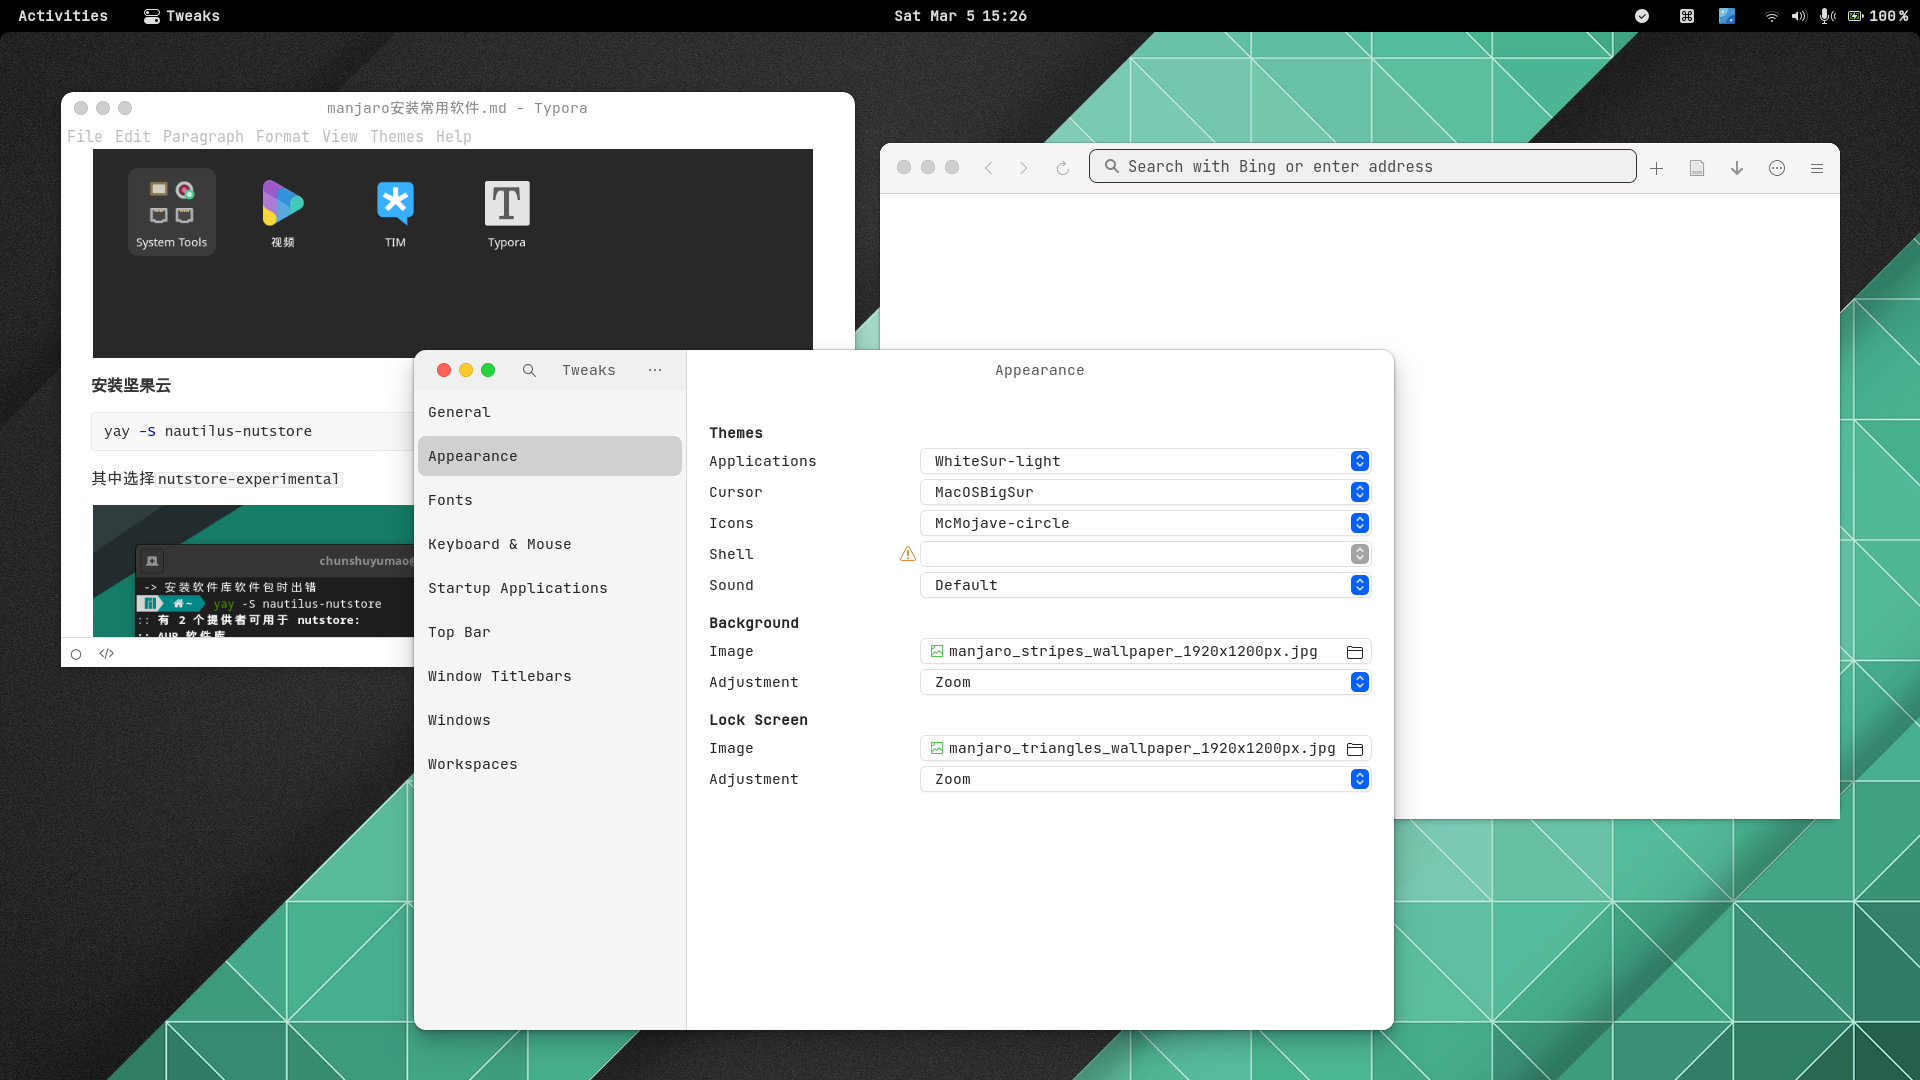 Activities
Tweaks
Sat Mar 5 15:26
100%
manjaro安装常用软件.md - Typora
File Edit Paragraph Format View Themes Help
System Tools
视频
TIM
T
Typora
安装坚果云
yay -S nautilus-nutstore
其中选择nutstore-experimental
chunshuyumao@
-> 安装软件库软件包时出错
~ yay -S nautilus-nutstore
:: 有 2 个提供者可用于 nutstore:
:: AUR 软件库
</>
Search with Bing or enter address
Tweaks
General
Appearance
Fonts
Keyboard & Mouse
Startup Applications
Top Bar
Window Titlebars
Windows
Workspaces
Appearance
Themes
Applications WhiteSur-light
Cursor MacOSBigSur
Icons McMojave-circle
Shell
Sound Default
Background
Image manjaro_stripes_wallpaper_1920x1200px.jpg
Adjustment Zoom
Lock Screen
Image manjaro_triangles_wallpaper_1920x1200px.jpg
Adjustment Zoom